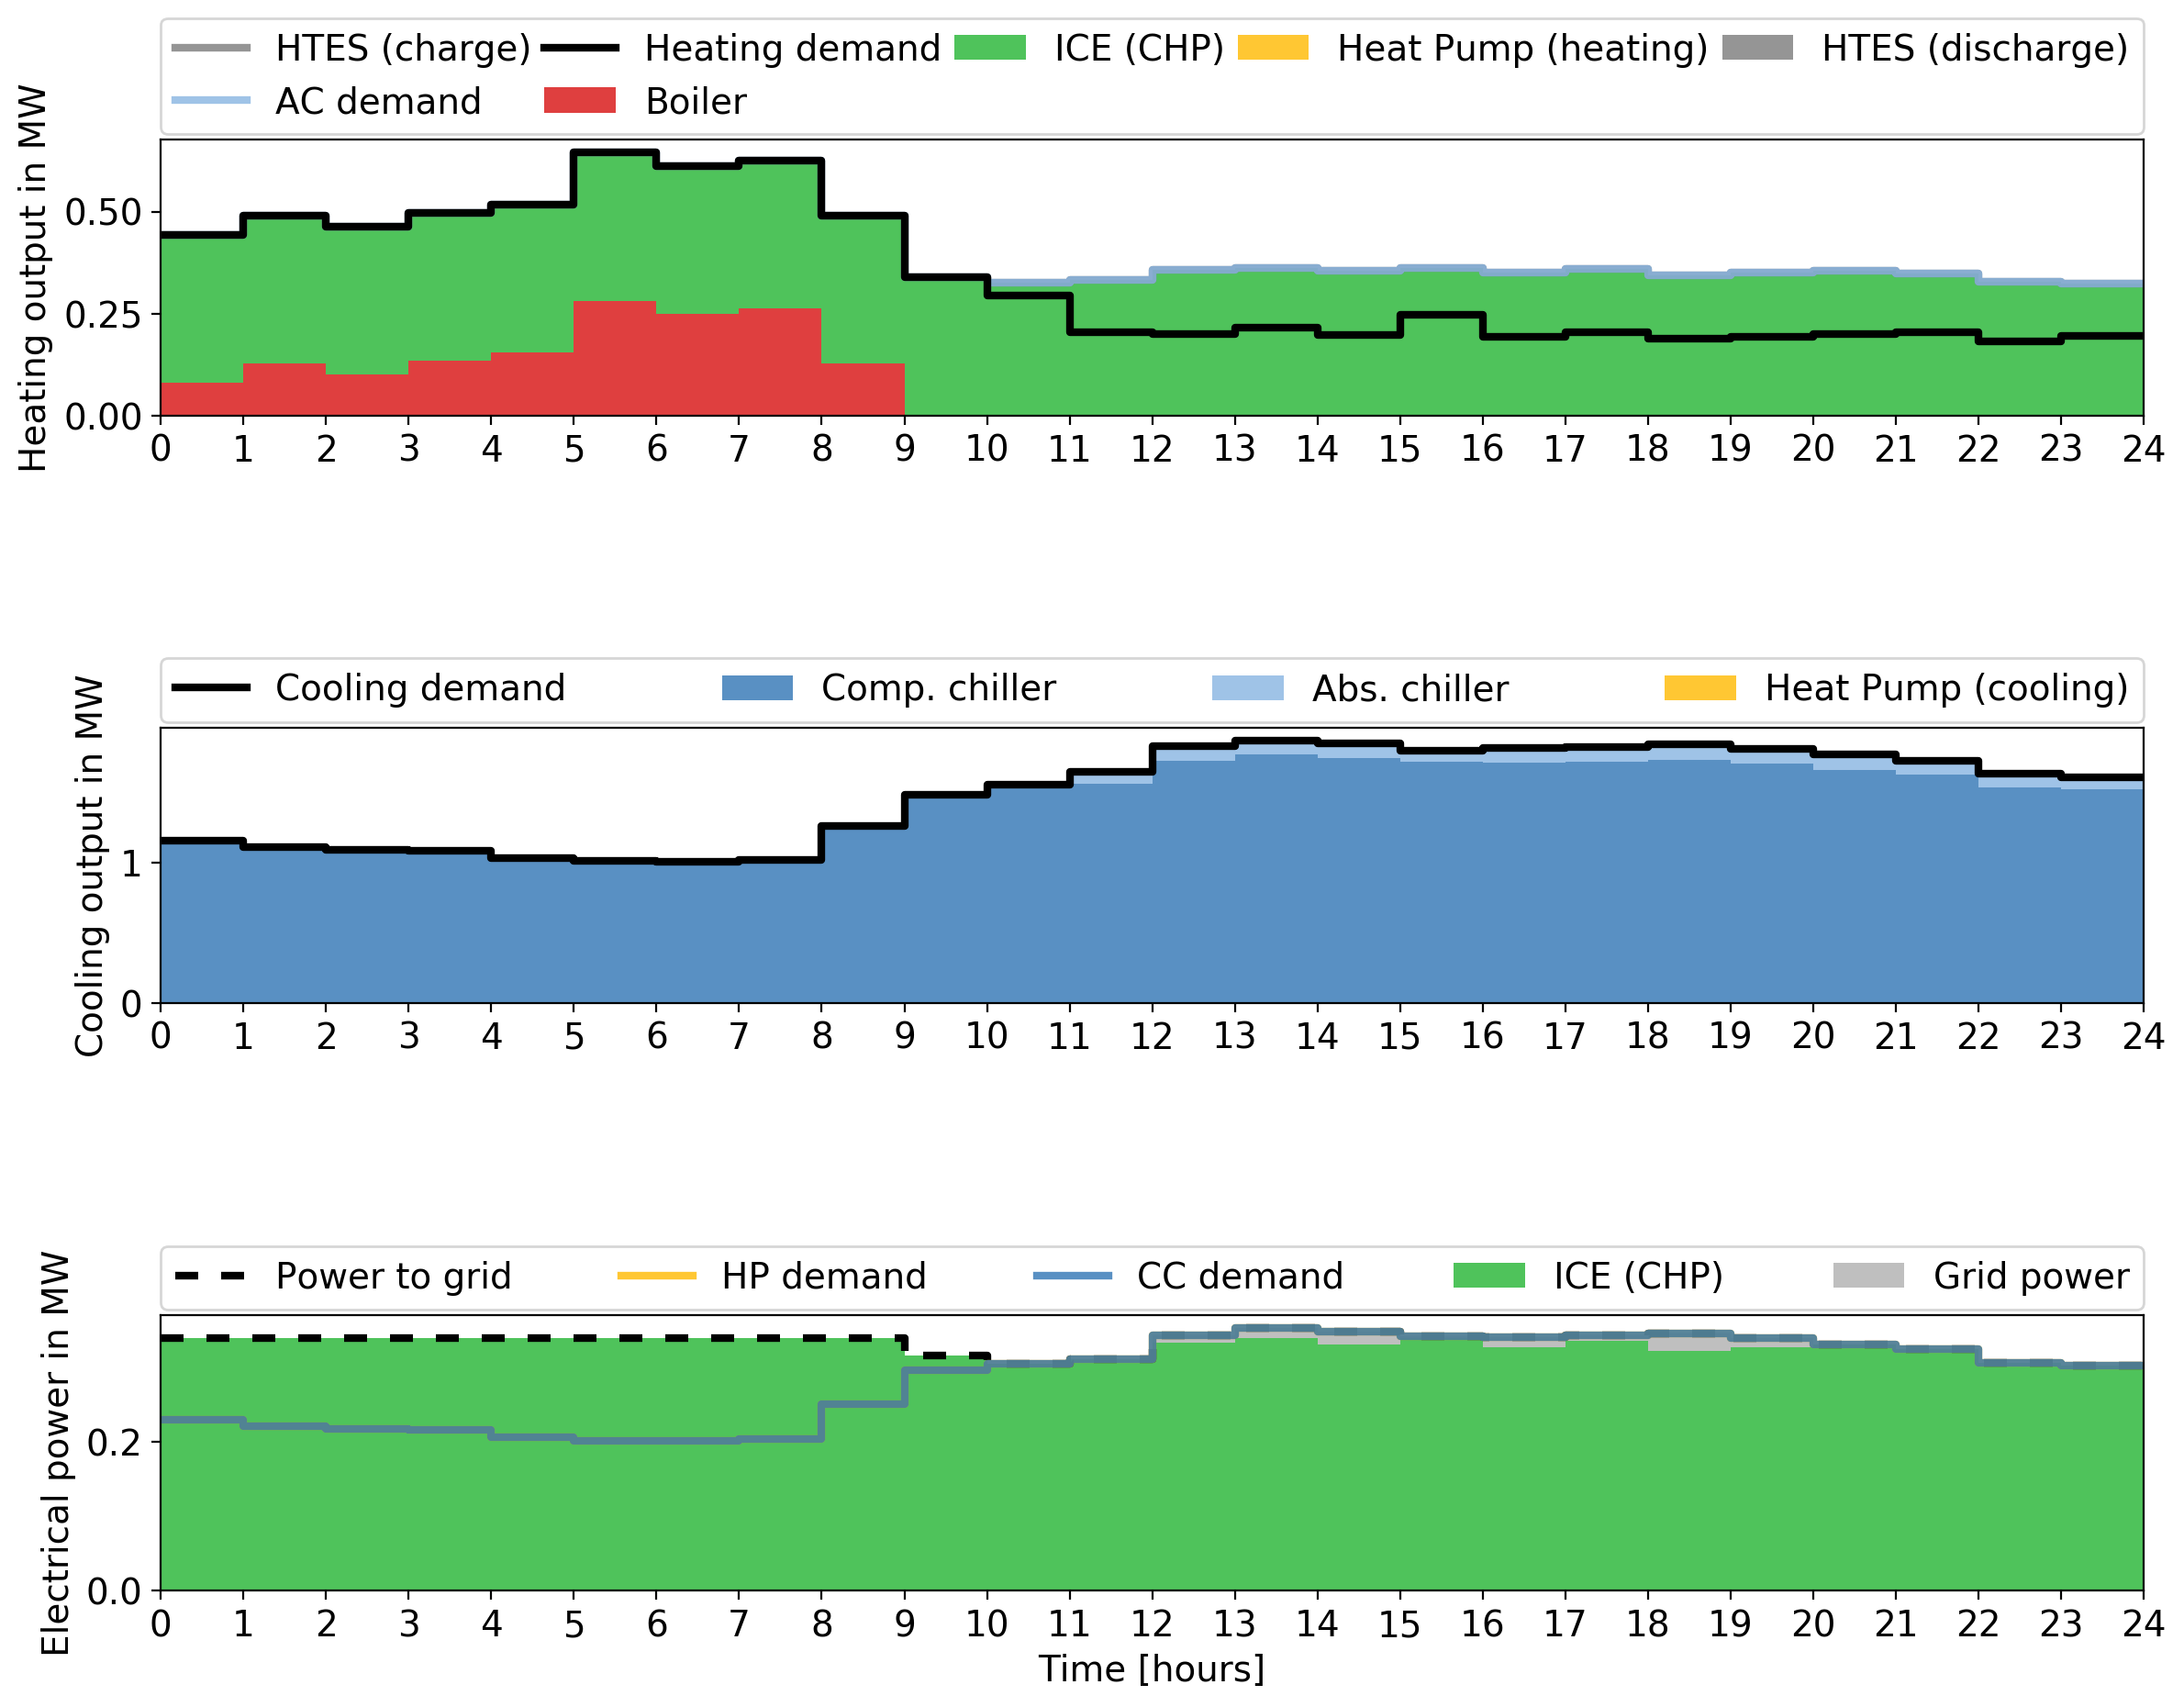 HTES (charge) Heating demand ICE (CHP) Heat Pump (heating) HTES (discharge)
AC demand Boiler
Heating output in MW
0.50
0.25
0.00
0 1 2 3 4 5 6 7 8 9 10 11 12 13 14 15 16 17 18 19 20 21 22 23 24
Cooling demand Comp. chiller Abs. chiller Heat Pump (cooling)
Cooling output in MW
1
0
0 1 2 3 4 5 6 7 8 9 10 11 12 13 14 15 16 17 18 19 20 21 22 23 24
Power to grid HP demand CC demand ICE (CHP) Grid power
Electrical power in MW
0.2
0.0
0 1 2 3 4 5 6 7 8 9 10 11 12 13 14 15 16 17 18 19 20 21 22 23 24
Time [hours]